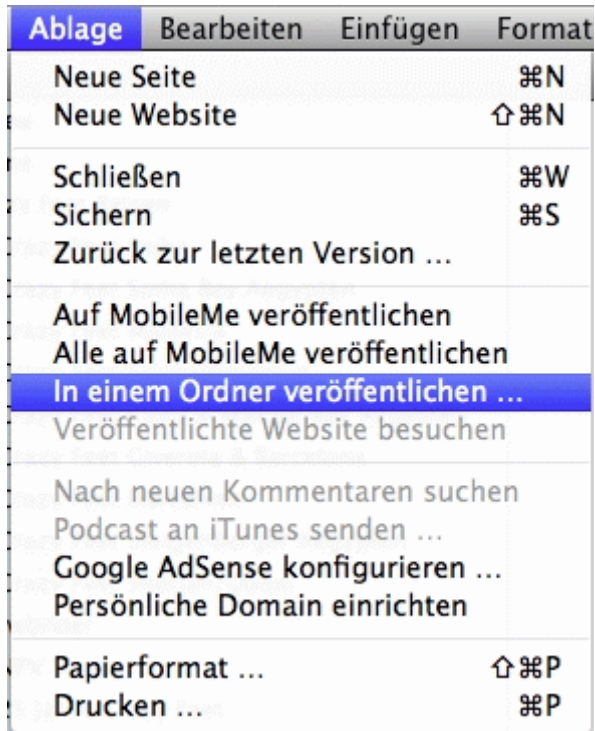 Ablage Bearbeiten Einfügen Format
Neue Seite ⌘N
Neue Website ⇧⌘N
Schließen ⌘W
Sichern ⌘S
Zurück zur letzten Version ...
Auf MobileMe veröffentlichen
Alle auf MobileMe veröffentlichen
In einem Ordner veröffentlichen ...
Veröffentlichte Website besuchen
Nach neuen Kommentaren suchen
Podcast an iTunes senden ...
Google AdSense konfigurieren ...
Persönliche Domain einrichten
Papierformat ... ⇧⌘P
Drucken ... ⌘P